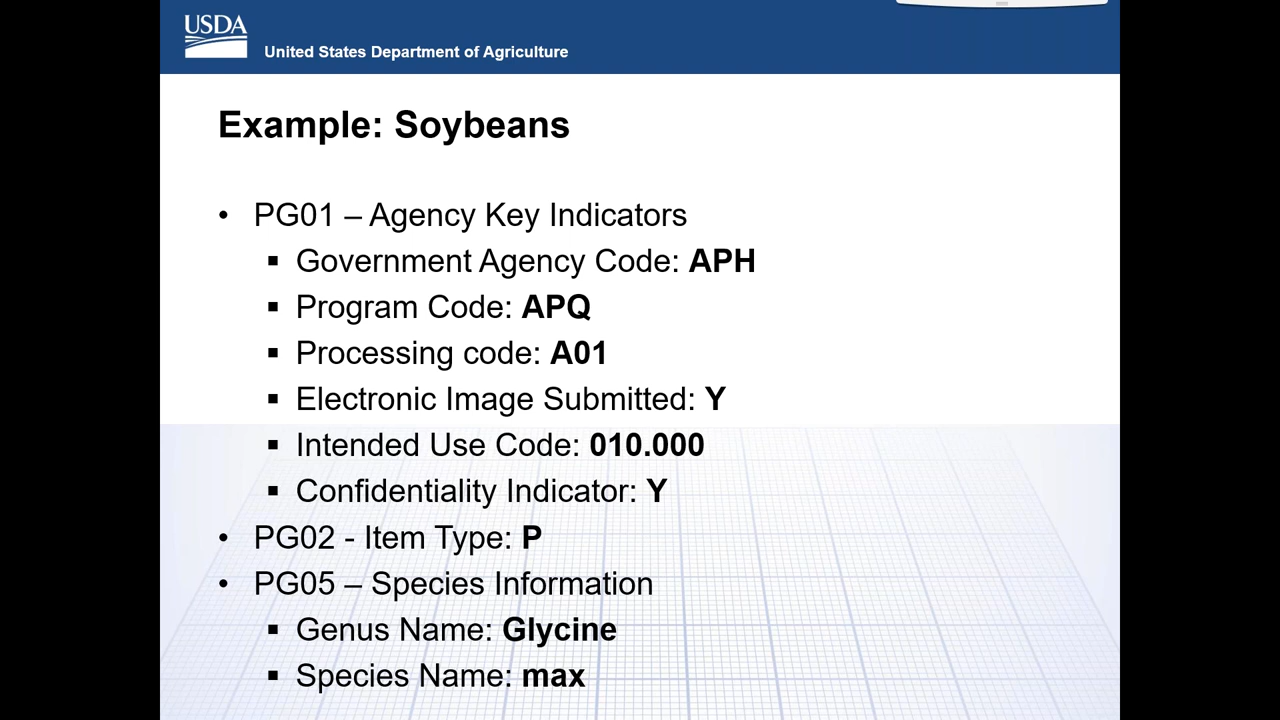 USDA
United States Department of Agriculture
Example: Soybeans
• PG01 – Agency Key Indicators
▪ Government Agency Code: APH
▪ Program Code: APQ
▪ Processing code: A01
▪ Electronic Image Submitted: Y
▪ Intended Use Code: 010.000
▪ Confidentiality Indicator: Y
• PG02 - Item Type: P
• PG05 – Species Information
▪ Genus Name: Glycine
▪ Species Name: max